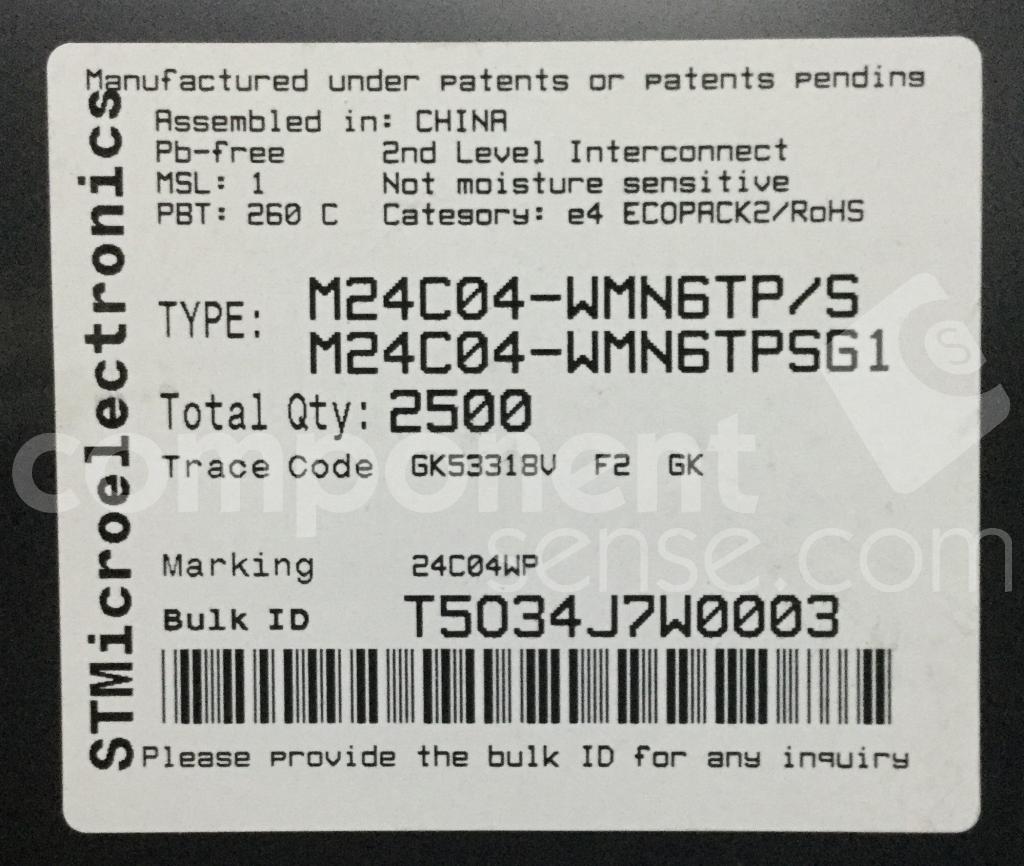 Manufactured under patents or patents pending
STMicroelectronics
Assembled in: CHINA
Pb-free 2nd Level Interconnect
MSL: 1 Not moisture sensitive
PBT: 260 C Category: e4 ECOPACK2/RoHS
TYPE: M24C04-WMN6TP/S
M24C04-WMN6TPSG1
Total Qty: 2500
Trace Code GK53318V F2 GK
Marking 24C04WP
Bulk ID T5O34J7W0003
Please provide the bulk ID for any inquiry
component
sense.com
CS